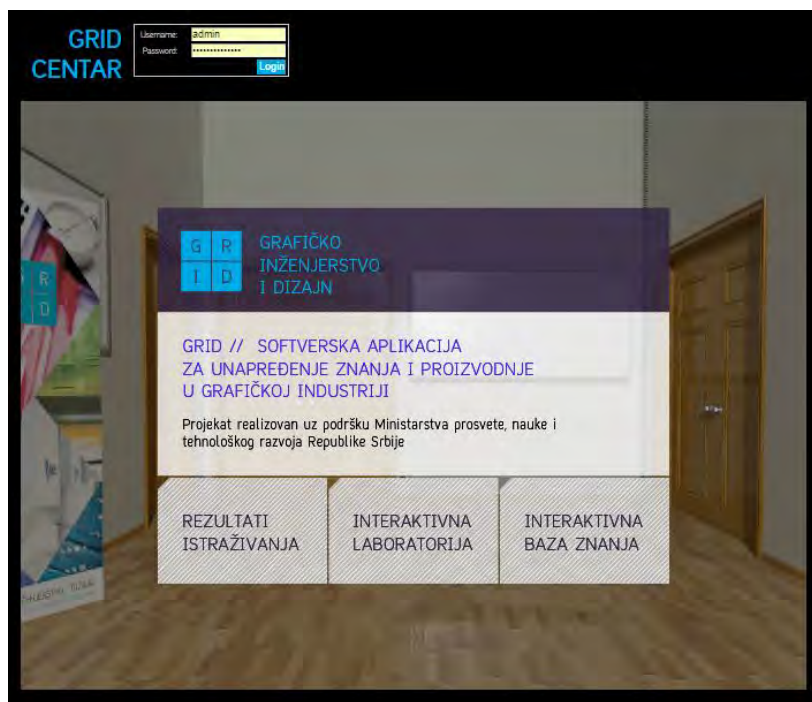 GRID
CENTAR
Username: admin
Password: ••••••••••••••
Login
G R
I D
GRAFIČKO
INŽENJERSTVO
I DIZAJN
R
D
GRID // SOFTVERSKA APLIKACIJA
ZA UNAPREĐENJE ZNANJA I PROIZVODNJE
U GRAFIČKOJ INDUSTRIJI
Projekat realizovan uz podršku Ministarstva prosvete, nauke i
tehnološkog razvoja Republike Srbije
REZULTATI
ISTRAŽIVANJA
INTERAKTIVNA
LABORATORIJA
INTERAKTIVNA
BAZA ZNANJA